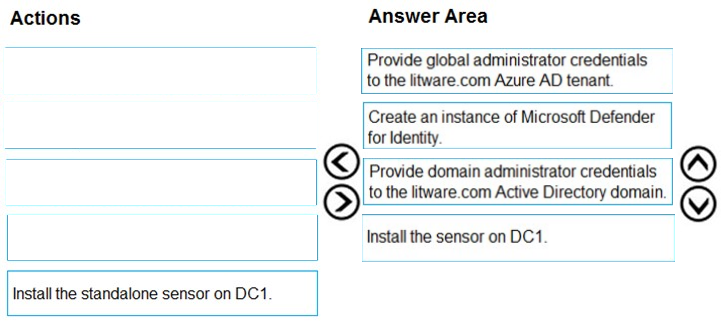 Actions
Answer Area
Provide global administrator credentials
to the litware.com Azure AD tenant.
Create an instance of Microsoft Defender
for Identity.
Provide domain administrator credentials
to the litware.com Active Directory domain.
Install the sensor on DC1.
Install the standalone sensor on DC1.